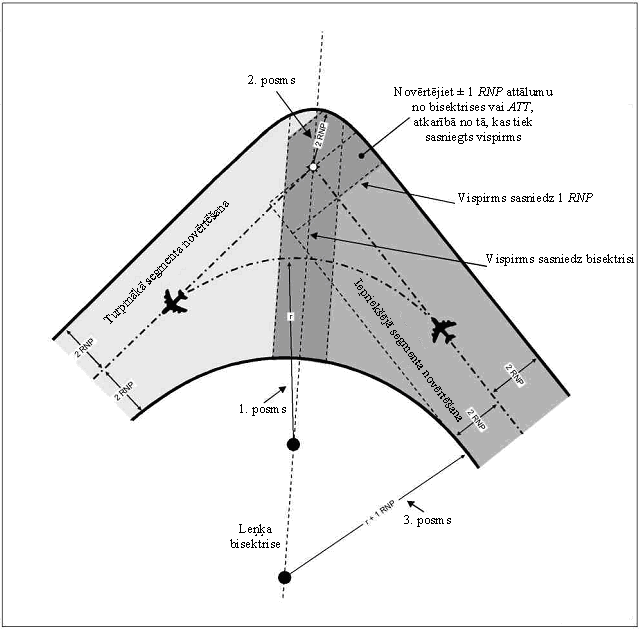 2. posms
Novērtējiet ± 1 RNP attālumu
no bisektrises vai ATT,
atkarībā no tā, kas tiek
sasniegts vispirms
2 RNP
Vispirms sasniedz 1 RNP
Turpmākā segmenta novērtēšana
Vispirms sasniedz bisektrisi
Iepriekšējā segmenta novērtēšana
r
2 RNP
2 RNP
2 RNP
2 RNP
1. posms
r + 1 RNP
3. posms
Leņķa
bisektrise